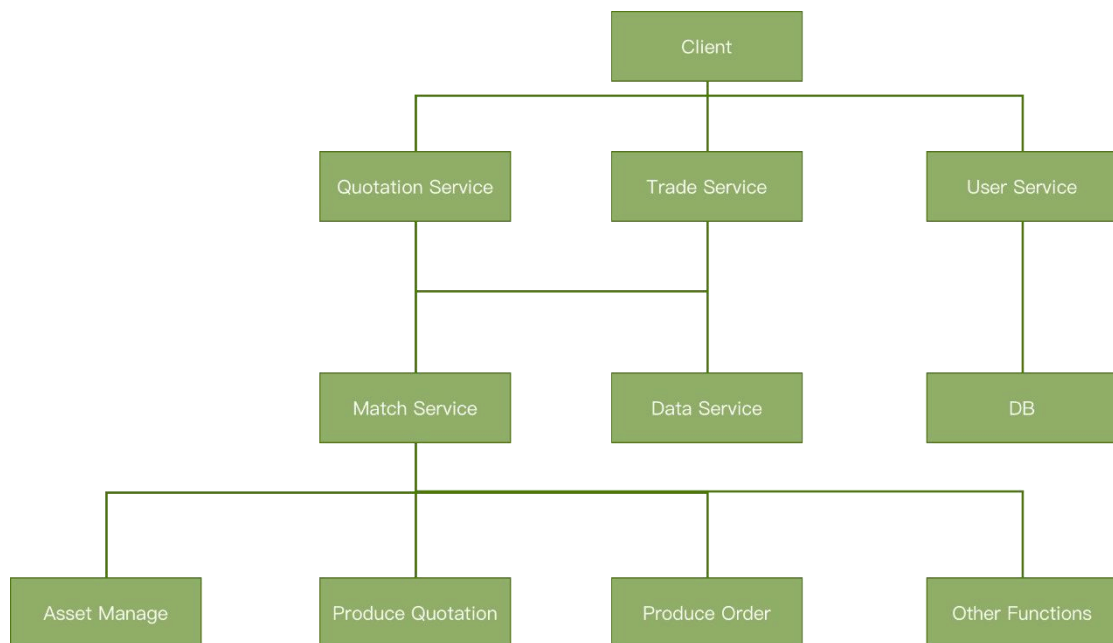 Client
Quotation Service
Trade Service
User Service
Match Service
Data Service
DB
Asset Manage
Produce Quotation
Produce Order
Other Functions